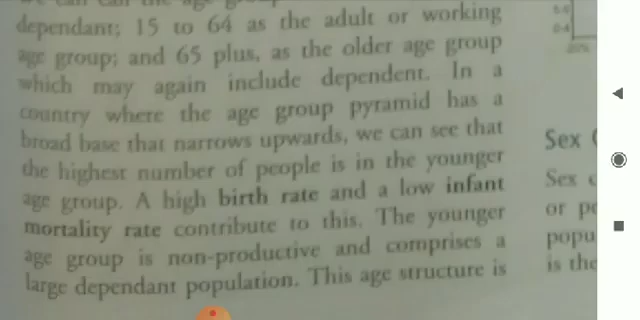 dependant; 15 to 64 as the adult or working
age group; and 65 plus, as the older age group
which may again include dependent. In a
country where the age group pyramid has a
broad base that narrows upwards, we can see that
the highest number of people is in the younger
age group. A high birth rate and a low infant
mortality rate contribute to this. The younger
age group is non-productive and comprises a
large dependant population. This age structure is
0-4
Sex
Sex
or
popu
is the